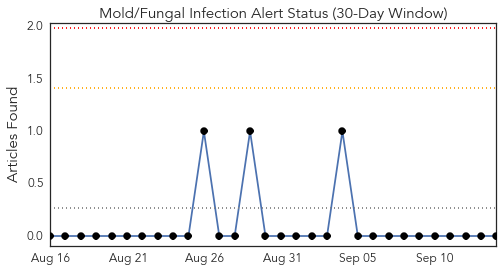 Mold/Fungal Infection Alert Status (30-Day Window)
Articles Found
2.0
1.5
1.0
0.5
0.0
Aug 16 Aug 21 Aug 26 Aug 31 Sep 05 Sep 10